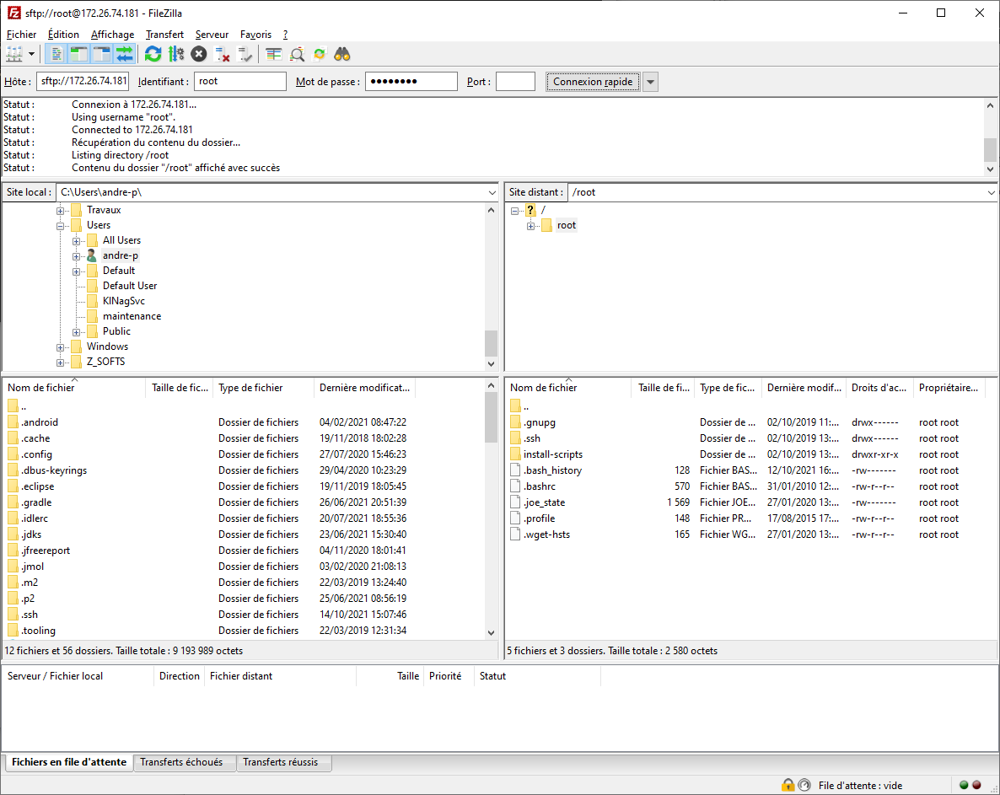 sftp://root@172.26.74.181 - FileZilla
Fichier Édition Affichage Transfert Serveur Favoris ?
Hôte : sftp://172.26.74.181 Identifiant : root Mot de passe : ●●●●●●●● Port : Connexion rapide
Statut : Connexion à 172.26.74.181...
Statut : Using username "root".
Statut : Connected to 172.26.74.181
Statut : Récupération du contenu du dossier...
Statut : Listing directory /root
Statut : Contenu du dossier "/root" affiché avec succès
Site local : C:\Users\andre-p\
Travaux
Users
All Users
andre-p
Default
Default User
KlNagSvc
maintenance
Public
Windows
Z_SOFTS
Site distant : /root
/
root
Nom de fichier Taille de fic... Type de fichier Dernière modificat...
..
.android Dossier de fichiers 04/02/2021 08:47:22
.cache Dossier de fichiers 19/11/2018 18:02:28
.config Dossier de fichiers 27/07/2020 15:46:23
.dbus-keyrings Dossier de fichiers 29/04/2020 10:23:29
.eclipse Dossier de fichiers 19/11/2019 18:05:45
.gradle Dossier de fichiers 26/06/2021 20:51:39
.idlerc Dossier de fichiers 20/07/2021 18:55:36
.jdks Dossier de fichiers 23/06/2021 15:30:40
.jfreereport Dossier de fichiers 04/11/2020 18:01:41
.jmol Dossier de fichiers 03/02/2020 21:08:13
.m2 Dossier de fichiers 22/03/2019 13:24:40
.p2 Dossier de fichiers 25/06/2021 08:56:19
.ssh Dossier de fichiers 14/10/2021 15:07:46
.tooling Dossier de fichiers 22/03/2019 12:31:34
12 fichiers et 56 dossiers. Taille totale : 9 193 989 octets
Nom de fichier Taille de fi... Type de fic... Dernière modif... Droits d'ac... Propriétaire...
..
.gnupg Dossier de ... 02/10/2019 11:... drwx------ root root
.ssh Dossier de ... 02/10/2019 13:... drwx------ root root
install-scripts Dossier de ... 02/10/2019 13:... drwxr-xr-x root root
.bash_history 128 Fichier BAS... 12/10/2021 16:... -rw------- root root
.bashrc 570 Fichier BAS... 31/01/2010 12:... -rw-r--r-- root root
.joe_state 1 569 Fichier JOE... 27/01/2020 13:... -rw------- root root
.profile 148 Fichier PR... 17/08/2015 17:... -rw-r--r-- root root
.wget-hsts 165 Fichier WG... 27/01/2020 13:... -rw-r--r-- root root
5 fichiers et 3 dossiers. Taille totale : 2 580 octets
Serveur / Fichier local Direction Fichier distant Taille Priorité Statut
Fichiers en file d'attente Transferts échoués Transferts réussis
File d'attente : vide